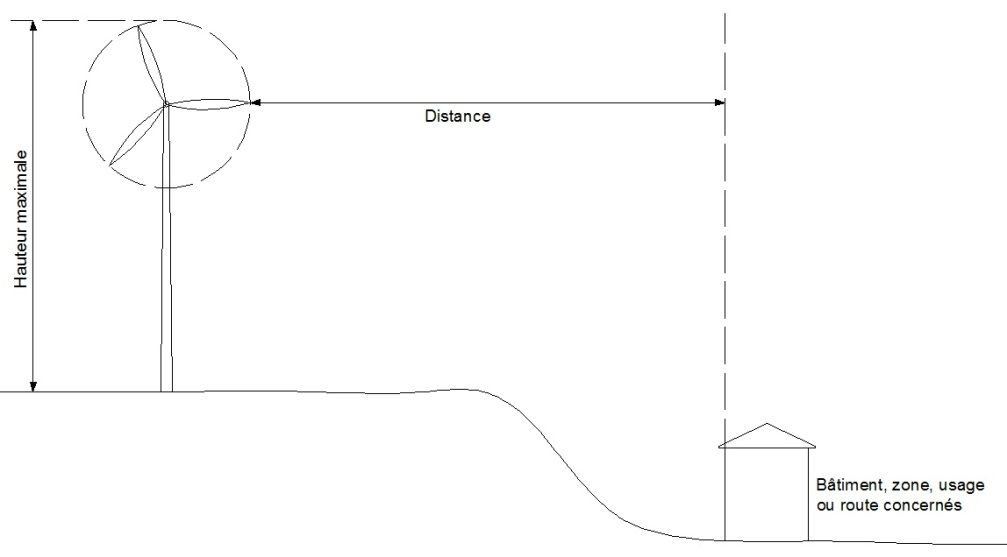 Hauteur maximale
Distance
Bâtiment, zone, usage
ou route concernés